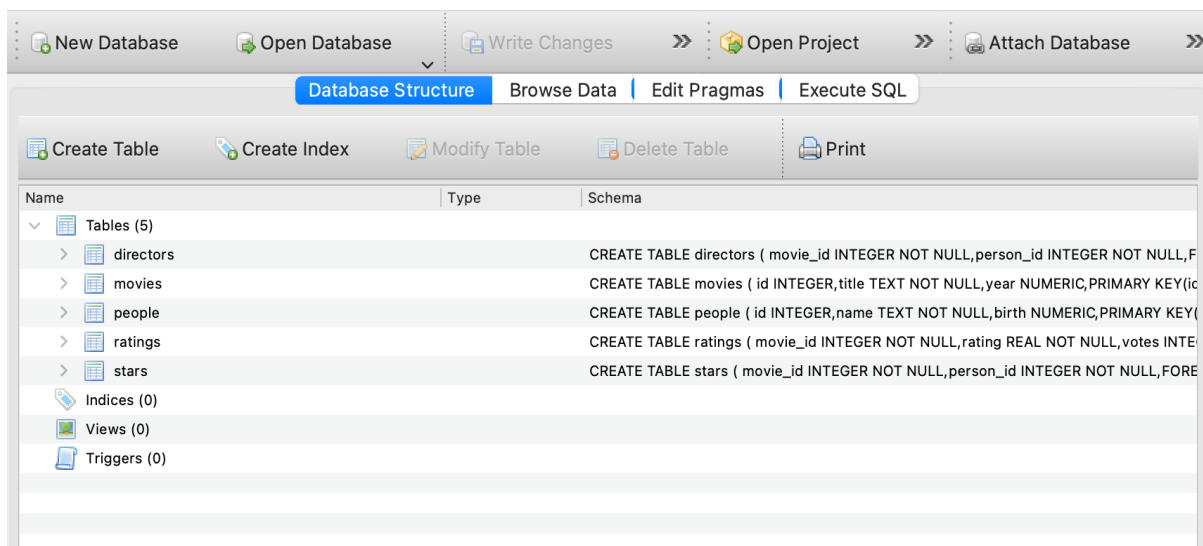 New Database Open Database Write Changes » Open Project » Attach Database »
Database Structure Browse Data Edit Pragmas Execute SQL
Create Table Create Index Modify Table Delete Table Print
Name Type Schema
Tables (5)
directors CREATE TABLE directors ( movie_id INTEGER NOT NULL,person_id INTEGER NOT NULL,F
movies CREATE TABLE movies ( id INTEGER,title TEXT NOT NULL,year NUMERIC,PRIMARY KEY(id
people CREATE TABLE people ( id INTEGER,name TEXT NOT NULL,birth NUMERIC,PRIMARY KEY(
ratings CREATE TABLE ratings ( movie_id INTEGER NOT NULL,rating REAL NOT NULL,votes INTE
stars CREATE TABLE stars ( movie_id INTEGER NOT NULL,person_id INTEGER NOT NULL,FORE
Indices (0)
Views (0)
Triggers (0)